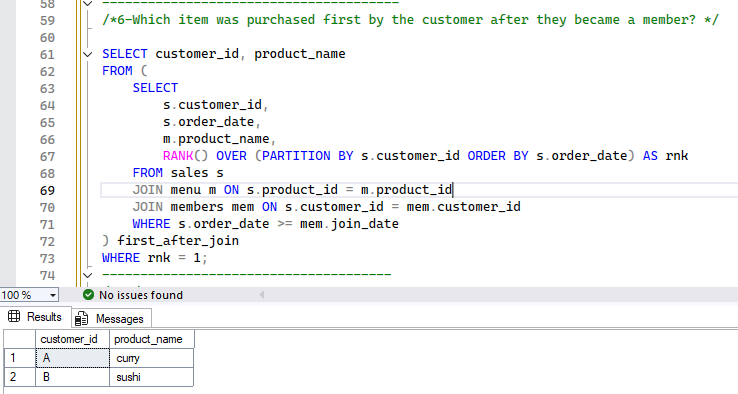 58 ---------------------------------------
59 /*6-Which item was purchased first by the customer after they became a member? */
60
61 SELECT customer_id, product_name
62 FROM (
63     SELECT
64         s.customer_id,
65         s.order_date,
66         m.product_name,
67         RANK() OVER (PARTITION BY s.customer_id ORDER BY s.order_date) AS rnk
68     FROM sales s
69     JOIN menu m ON s.product_id = m.product_id
70     JOIN members mem ON s.customer_id = mem.customer_id
71     WHERE s.order_date >= mem.join_date
72 ) first_after_join
73 WHERE rnk = 1;
74 --------------------------------------
100 % No issues found
Results Messages
customer_id product_name
1 A curry
2 B sushi